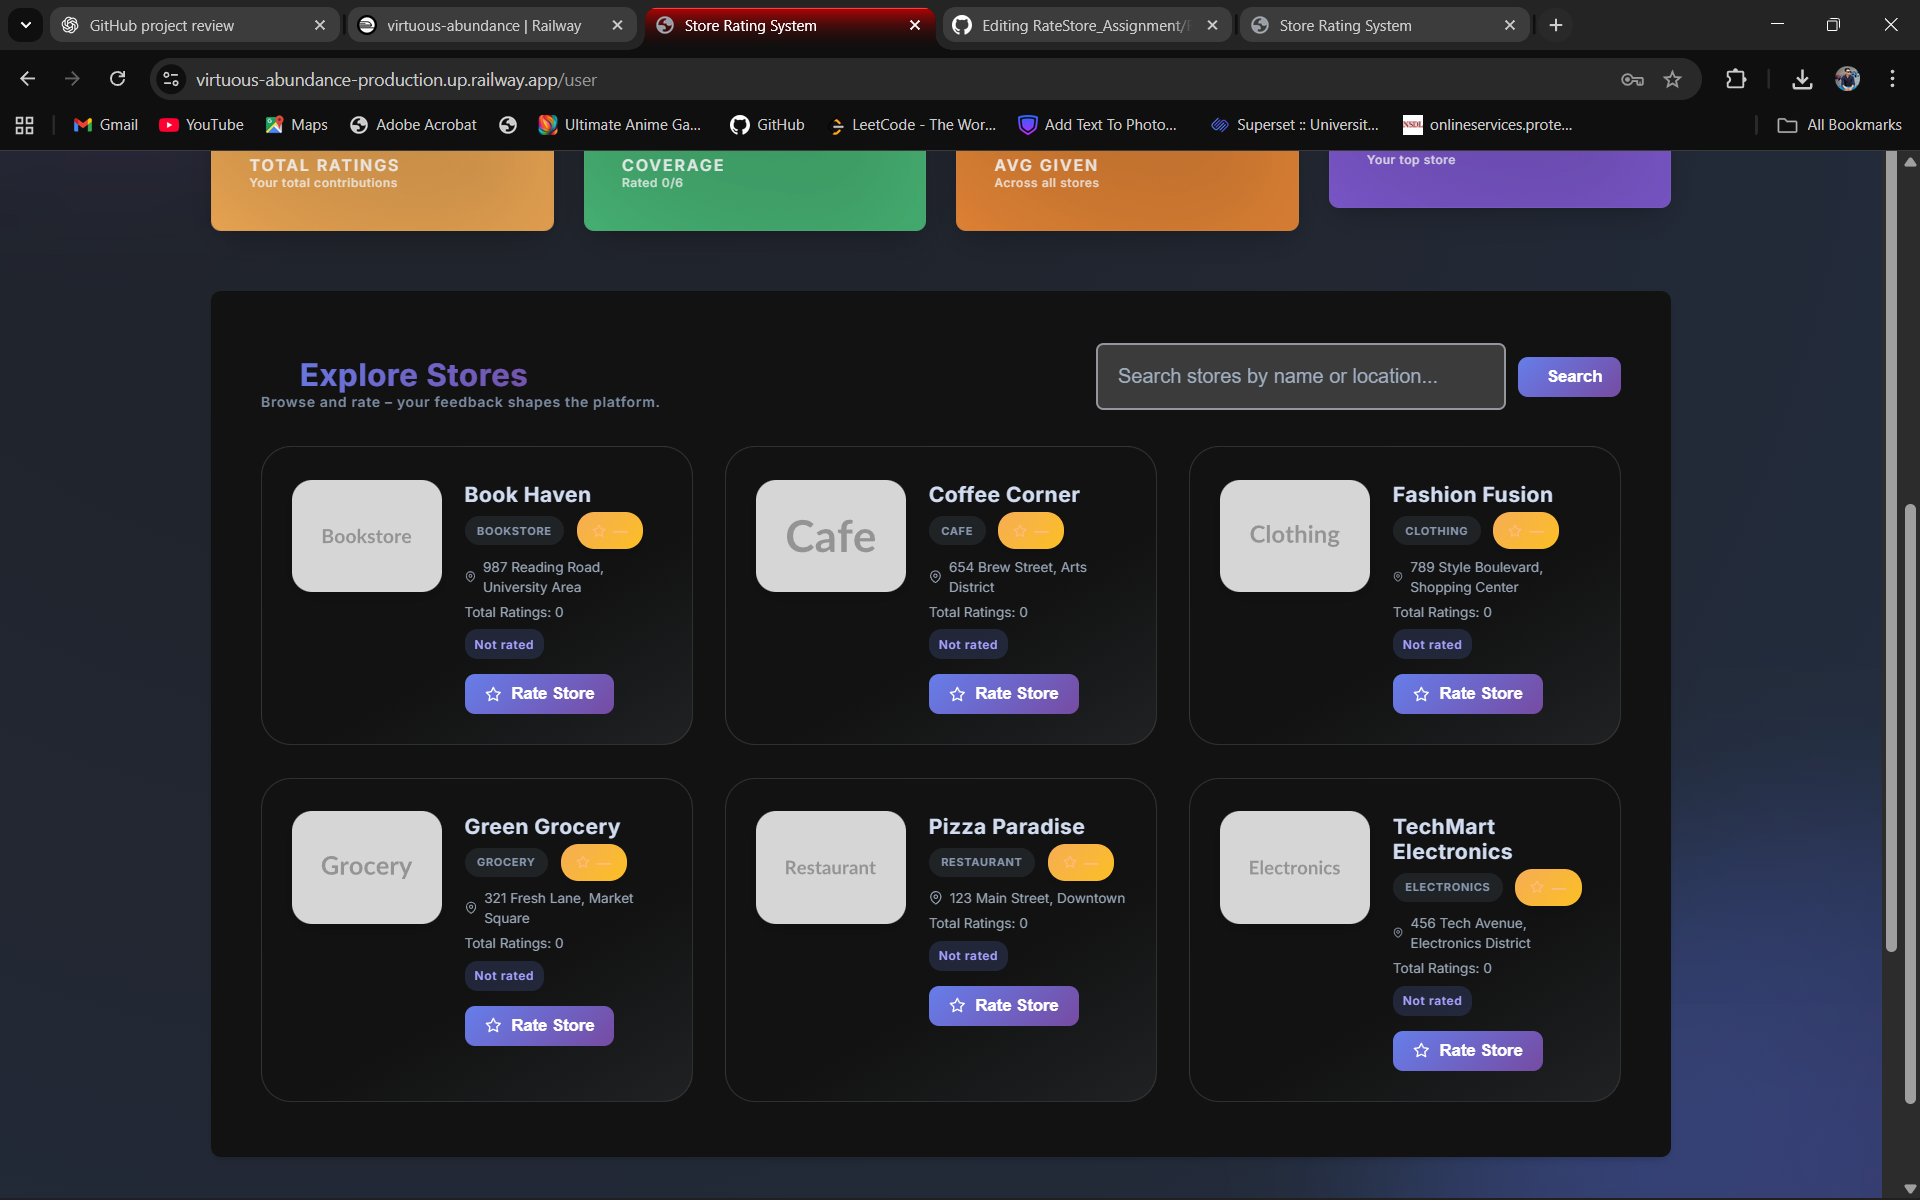 GitHub project review
virtuous-abundance | Railway
Store Rating System
Editing RateStore_Assignment/
Store Rating System
virtuous-abundance-production.up.railway.app/user
Gmail
YouTube
Maps
Adobe Acrobat
Ultimate Anime Ga...
GitHub
LeetCode - The Wor...
Add Text To Photo...
Superset :: Universit...
NSDL
onlineservices.prote...
All Bookmarks
TOTAL RATINGS
Your total contributions
COVERAGE
Rated 0/6
AVG GIVEN
Across all stores
Your top store
Explore Stores
Browse and rate – your feedback shapes the platform.
Search stores by name or location...
Search
Bookstore
Book Haven
BOOKSTORE
—
987 Reading Road,
University Area
Total Ratings: 0
Not rated
Rate Store
Cafe
Coffee Corner
CAFE
—
654 Brew Street, Arts
District
Total Ratings: 0
Not rated
Rate Store
Clothing
Fashion Fusion
CLOTHING
—
789 Style Boulevard,
Shopping Center
Total Ratings: 0
Not rated
Rate Store
Grocery
Green Grocery
GROCERY
—
321 Fresh Lane, Market
Square
Total Ratings: 0
Not rated
Rate Store
Restaurant
Pizza Paradise
RESTAURANT
—
123 Main Street, Downtown
Total Ratings: 0
Not rated
Rate Store
Electronics
TechMart
Electronics
ELECTRONICS
—
456 Tech Avenue,
Electronics District
Total Ratings: 0
Not rated
Rate Store